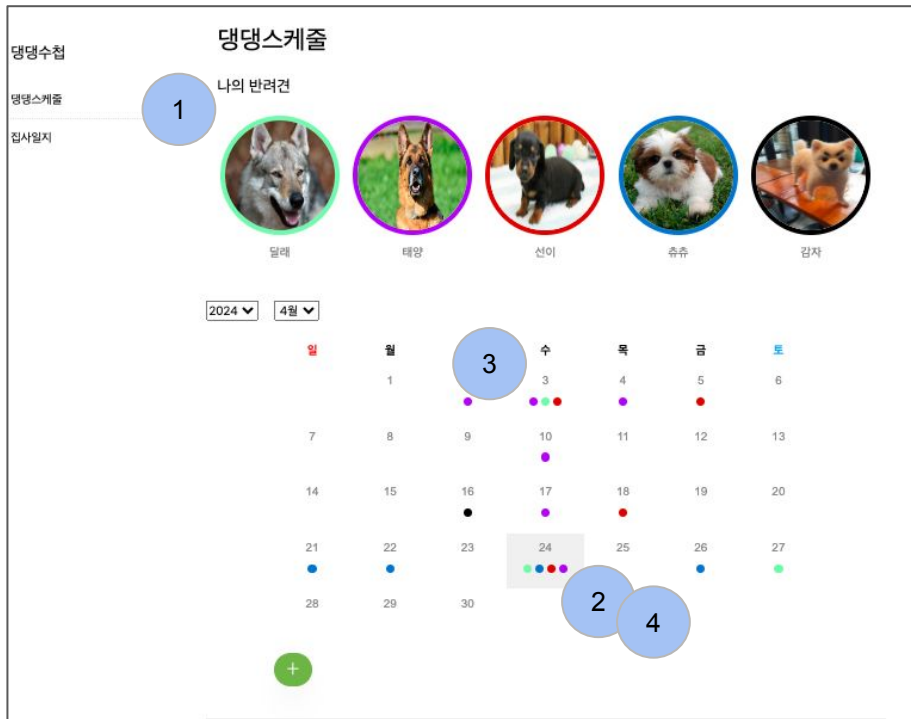 댕댕수첩
댕댕스케줄
집사일지
1
댕댕스케줄
나의 반려견
달래 태양 선이 츄츄 감자
2024 4월
일 월 수 목 금 토
3
1 3 4 5 6
7 8 9 10 11 12 13
14 15 16 17 18 19 20
21 22 23 24 25 26 27
2
4
28 29 30
+